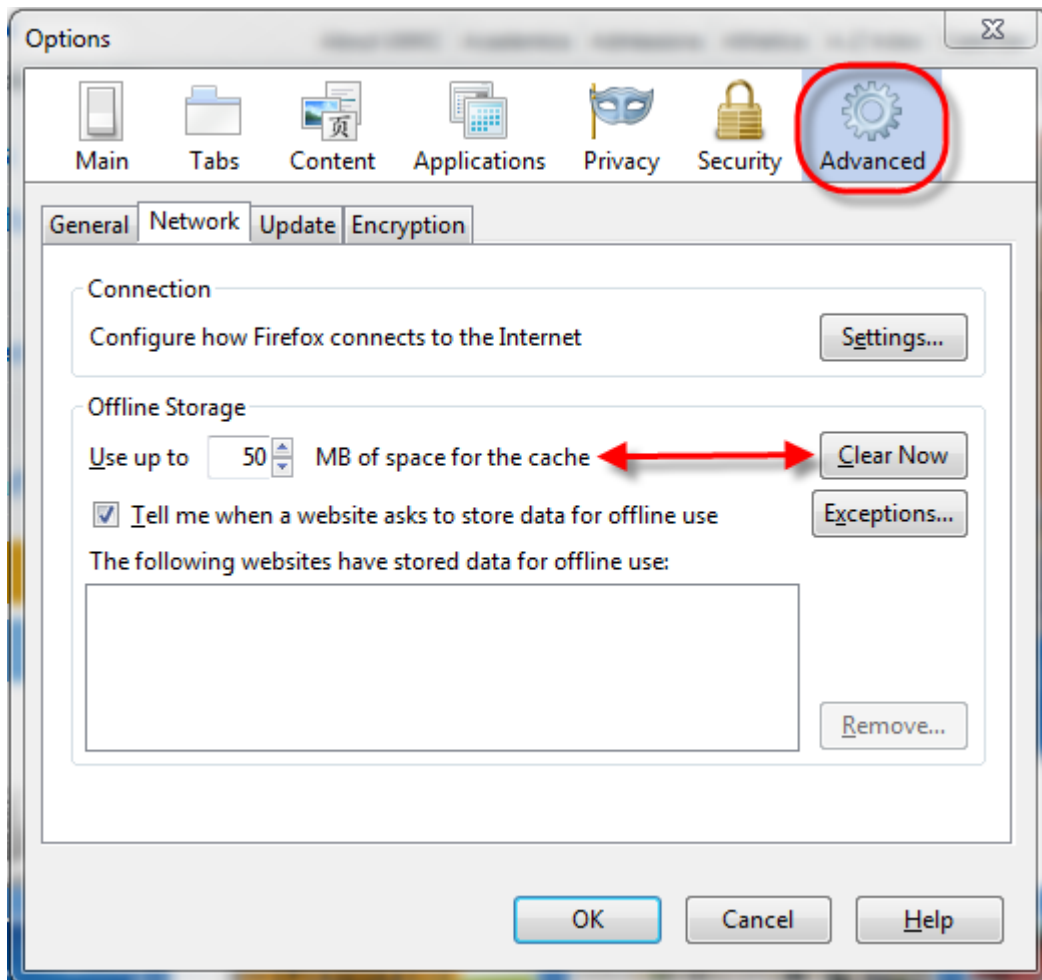 Options
Main Tabs Content Applications Privacy Security Advanced
页
General Network Update Encryption
Connection
Configure how Firefox connects to the Internet Settings...
Offline Storage
Use up to 50 MB of space for the cache Clear Now
Tell me when a website asks to store data for offline use Exceptions...
The following websites have stored data for offline use:
Remove...
OK Cancel Help